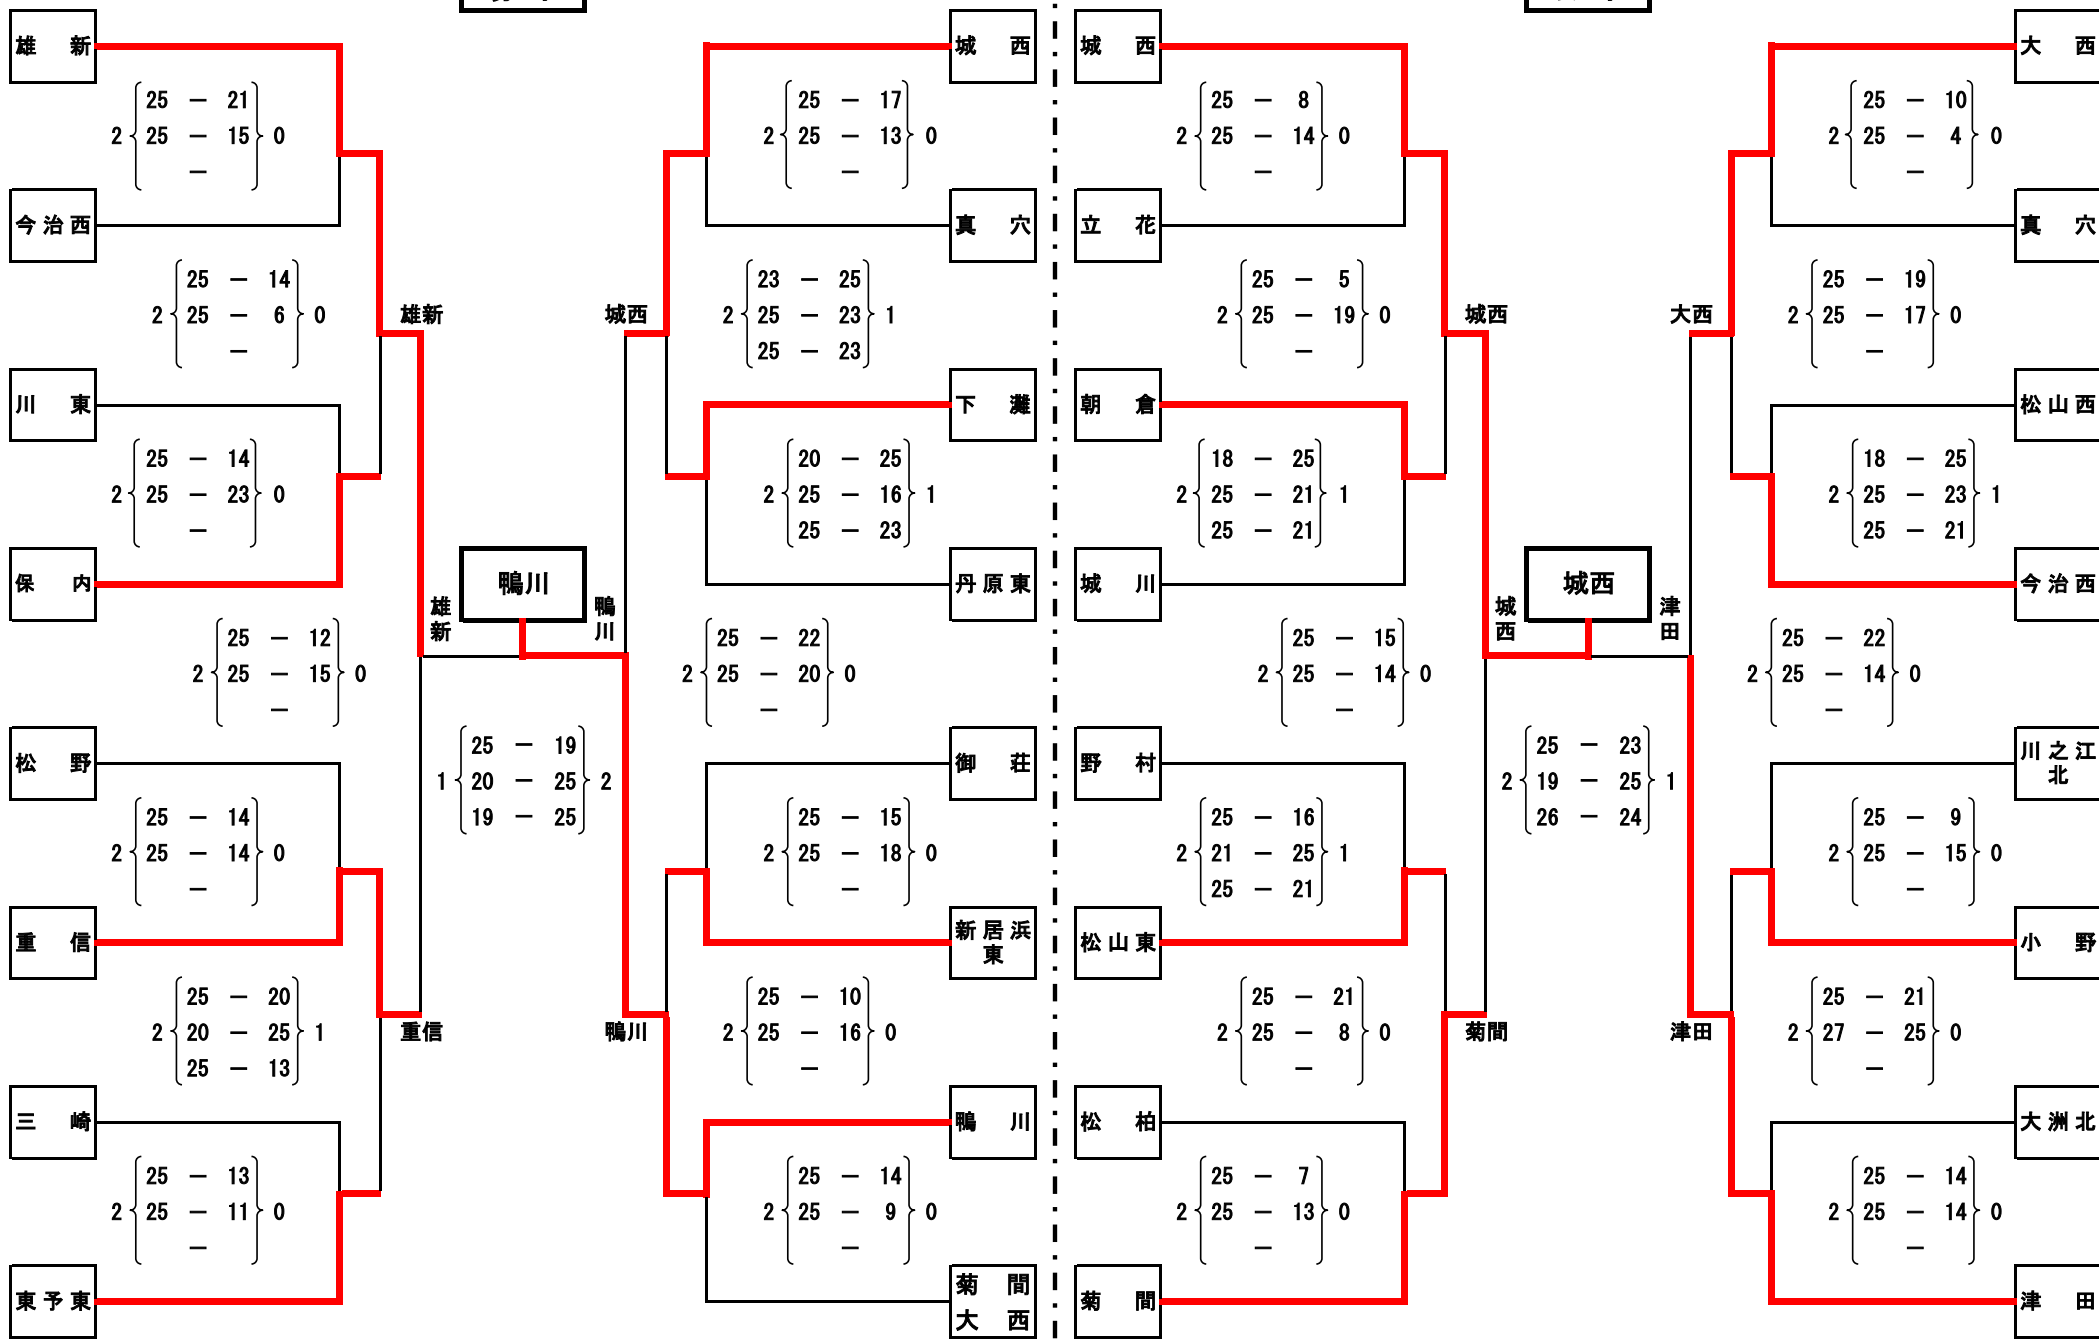 雄新
25 — 21
2 25 — 15 0
—
今治西
25 — 14
2 25 — 6 0
—
雄新
川東
25 — 14
2 25 — 23 0
—
保内
25 — 12
2 25 — 15 0
—
雄新
松野
25 — 14
2 25 — 14 0
—
重信
25 — 20
2 20 — 25 1
25 — 13
重信
三崎
25 — 13
2 25 — 11 0
—
東予東
鴨川
25 — 19
1 20 — 25 2
19 — 25
城西
25 — 17
2 25 — 13 0
—
真穴
23 — 25
2 25 — 23 1
25 — 23
城西
下灘
20 — 25
2 25 — 16 1
25 — 23
丹原東
鴨川
25 — 22
2 25 — 20 0
—
御荘
25 — 15
2 25 — 18 0
—
新居浜
東
25 — 10
2 25 — 16 0
—
鴨川
鴨川
25 — 14
2 25 — 9 0
—
菊間
大西
城西
25 — 8
2 25 — 14 0
—
立花
25 — 5
2 25 — 19 0
—
城西
朝倉
18 — 25
2 25 — 21 1
25 — 21
城川
25 — 15
2 25 — 14 0
—
城西
野村
25 — 16
2 21 — 25 1
25 — 21
松山東
25 — 21
2 25 — 8 0
—
菊間
松柏
25 — 7
2 25 — 13 0
—
菊間
城西
25 — 23
2 19 — 25 1
26 — 24
大西
25 — 10
2 25 — 4 0
—
真穴
25 — 19
2 25 — 17 0
—
大西
松山西
18 — 25
2 25 — 23 1
25 — 21
今治西
津田
25 — 22
2 25 — 14 0
—
川之江
北
25 — 9
2 25 — 15 0
—
小野
25 — 21
2 27 — 25 0
—
津田
大洲北
25 — 14
2 25 — 14 0
—
津田